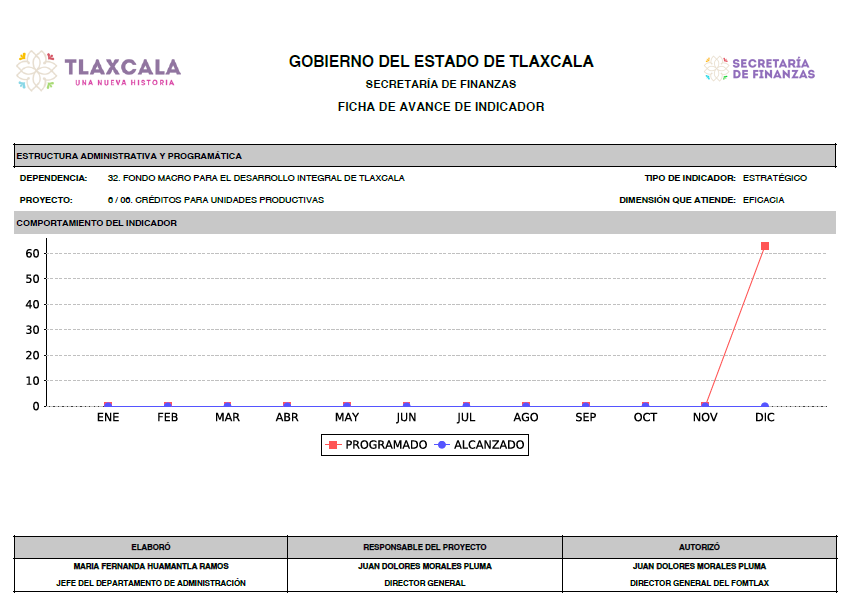 TLAXCALA
UNA NUEVA HISTORIA
GOBIERNO DEL ESTADO DE TLAXCALA
SECRETARÍA DE FINANZAS
FICHA DE AVANCE DE INDICADOR
SECRETARÍA
DE FINANZAS
ESTRUCTURA ADMINISTRATIVA Y PROGRAMÁTICA
DEPENDENCIA: 32. FONDO MACRO PARA EL DESARROLLO INTEGRAL DE TLAXCALA TIPO DE INDICADOR: ESTRATÉGICO
PROYECTO: 6 / 06. CRÉDITOS PARA UNIDADES PRODUCTIVAS DIMENSIÓN QUE ATIENDE: EFICACIA
COMPORTAMIENTO DEL INDICADOR
60
50
40
30
20
10
0
ENE FEB MAR ABR MAY JUN JUL AGO SEP OCT NOV DIC
PROGRAMADO ALCANZADO
ELABORÓ RESPONSABLE DEL PROYECTO AUTORIZÓ
MARIA FERNANDA HUAMANTLA RAMOS JUAN DOLORES MORALES PLUMA JUAN DOLORES MORALES PLUMA
JEFE DEL DEPARTAMENTO DE ADMINISTRACIÓN DIRECTOR GENERAL DIRECTOR GENERAL DEL FOMTLAX